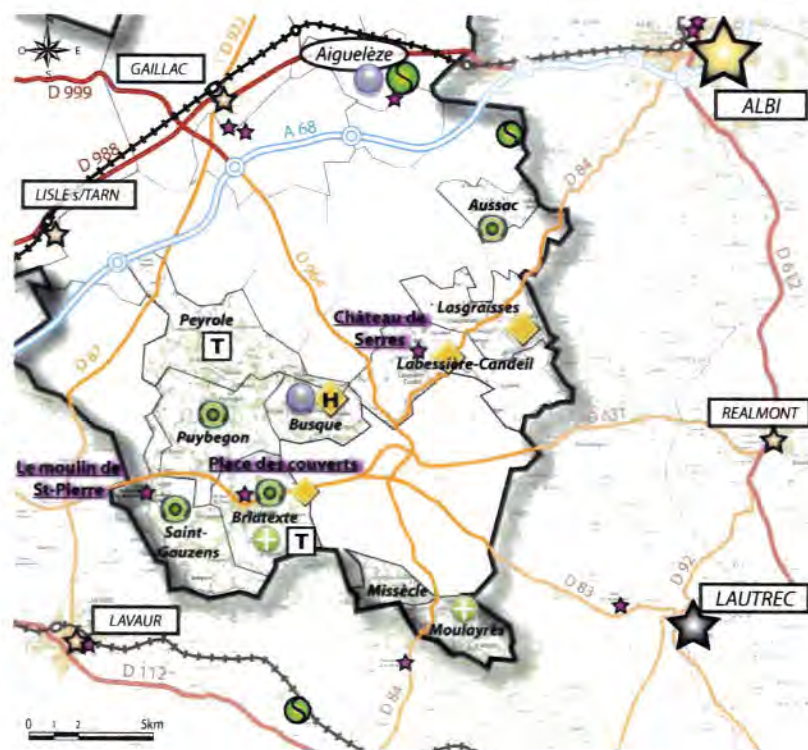 N
E
S
D 922
GAILLAC
Aiguelèze
D 999
ALBI
A 68
D 988
LISLE s/TARN
D 84
Aussac
D 612
D 964
Lasgraïsses
Château de
Serres
Peyrole
T
Labessière-Candeil
D 87
H
Busque
Puybegon
D 631
REALMONT
Le moulin de
St-Pierre
Place des couverts
Briatexte
Saint-
Gauzens
T
D 92
Missècle
D 83
LAUTREC
Moulayrès
LAVAUR
D 112
D 84
0 1 2 5km